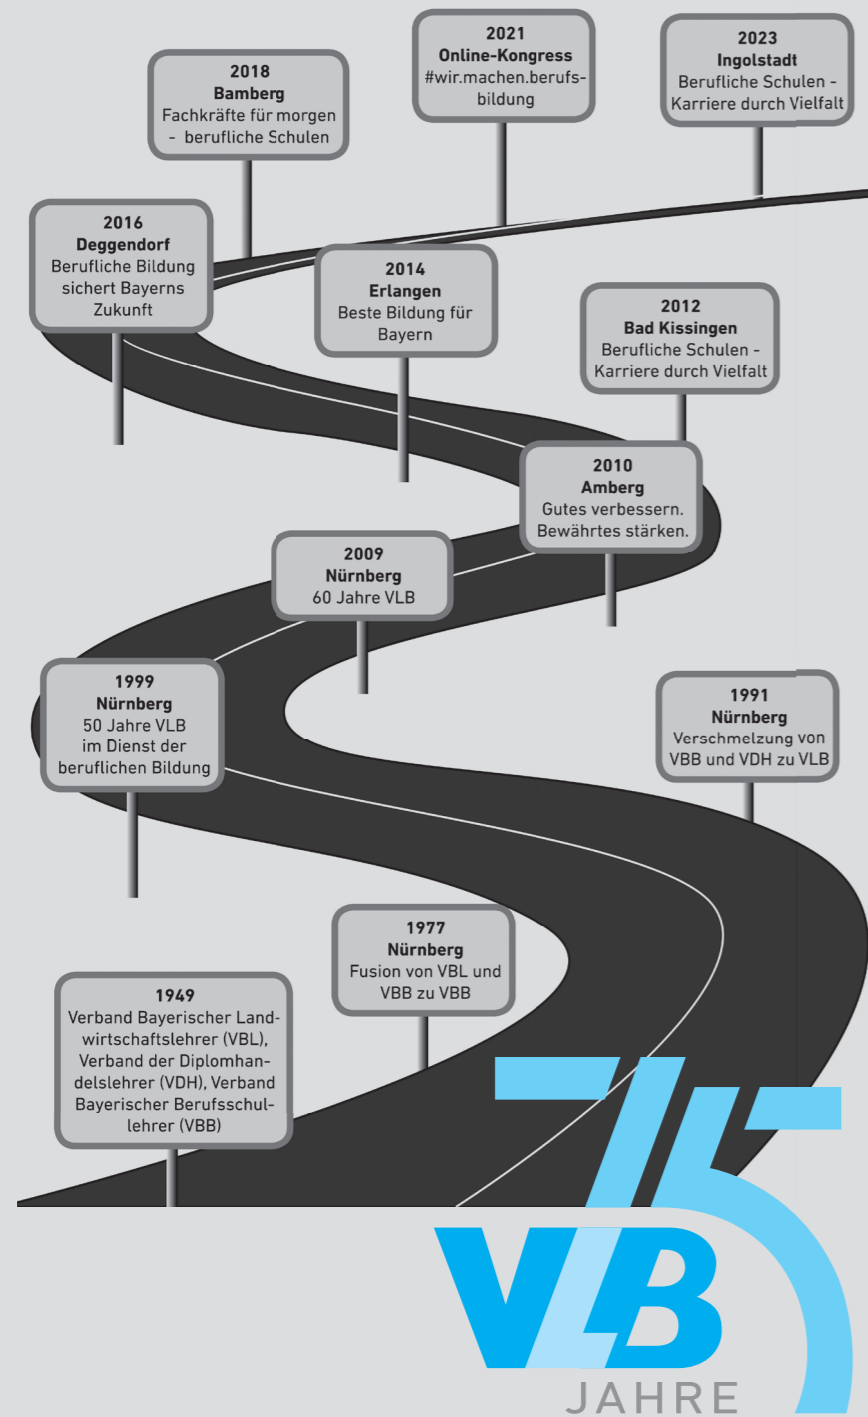 2021
Online-Kongress
#wir.machen.berufs-
bildung
2023
Ingolstadt
Berufliche Schulen -
Karriere durch Vielfalt
2018
Bamberg
Fachkräfte für morgen
- berufliche Schulen
2016
Deggendorf
Berufliche Bildung
sichert Bayerns
Zukunft
2014
Erlangen
Beste Bildung für
Bayern
2012
Bad Kissingen
Berufliche Schulen -
Karriere durch Vielfalt
2010
Amberg
Gutes verbessern.
Bewährtes stärken.
2009
Nürnberg
60 Jahre VLB
1999
Nürnberg
50 Jahre VLB
im Dienst der
beruflichen Bildung
1991
Nürnberg
Verschmelzung von
VBB und VDH zu VLB
1977
Nürnberg
Fusion von VBL und
VBB zu VBB
1949
Verband Bayerischer Land-
wirtschaftslehrer (VBL),
Verband der Diplomhan-
delslehrer (VDH), Verband
Bayerischer Berufsschul-
lehrer (VBB)
75
VLB
JAHRE